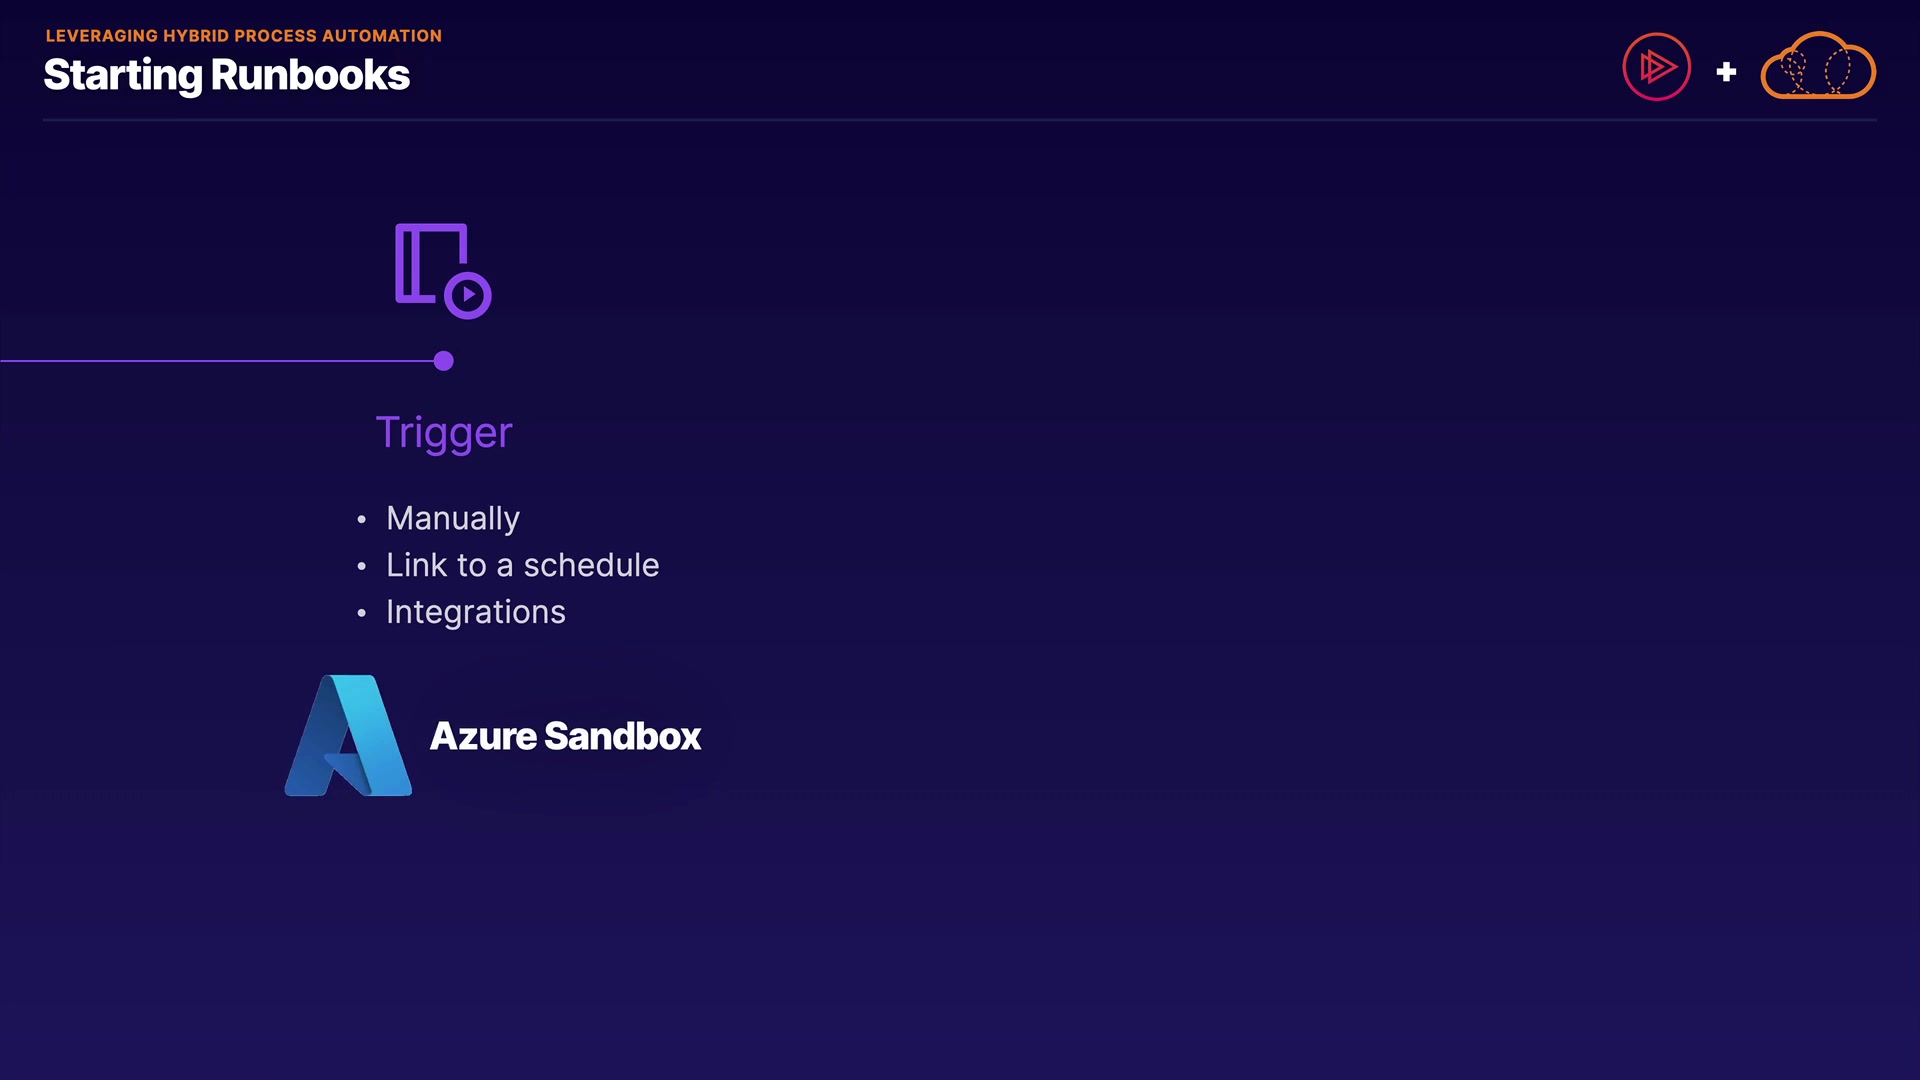 LEVERAGING HYBRID PROCESS AUTOMATION
Starting Runbooks
Trigger
• Manually
• Link to a schedule
• Integrations
Azure Sandbox